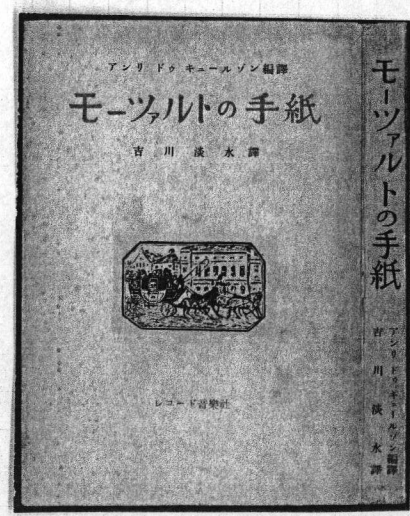 アンリ ドゥ キュールゾン編譯
モーツァルトの手紙
吉川淡水譯
レコード音樂社
モーツァルトの手紙
アンリ ドゥ キュールゾン編譯
吉川淡水譯